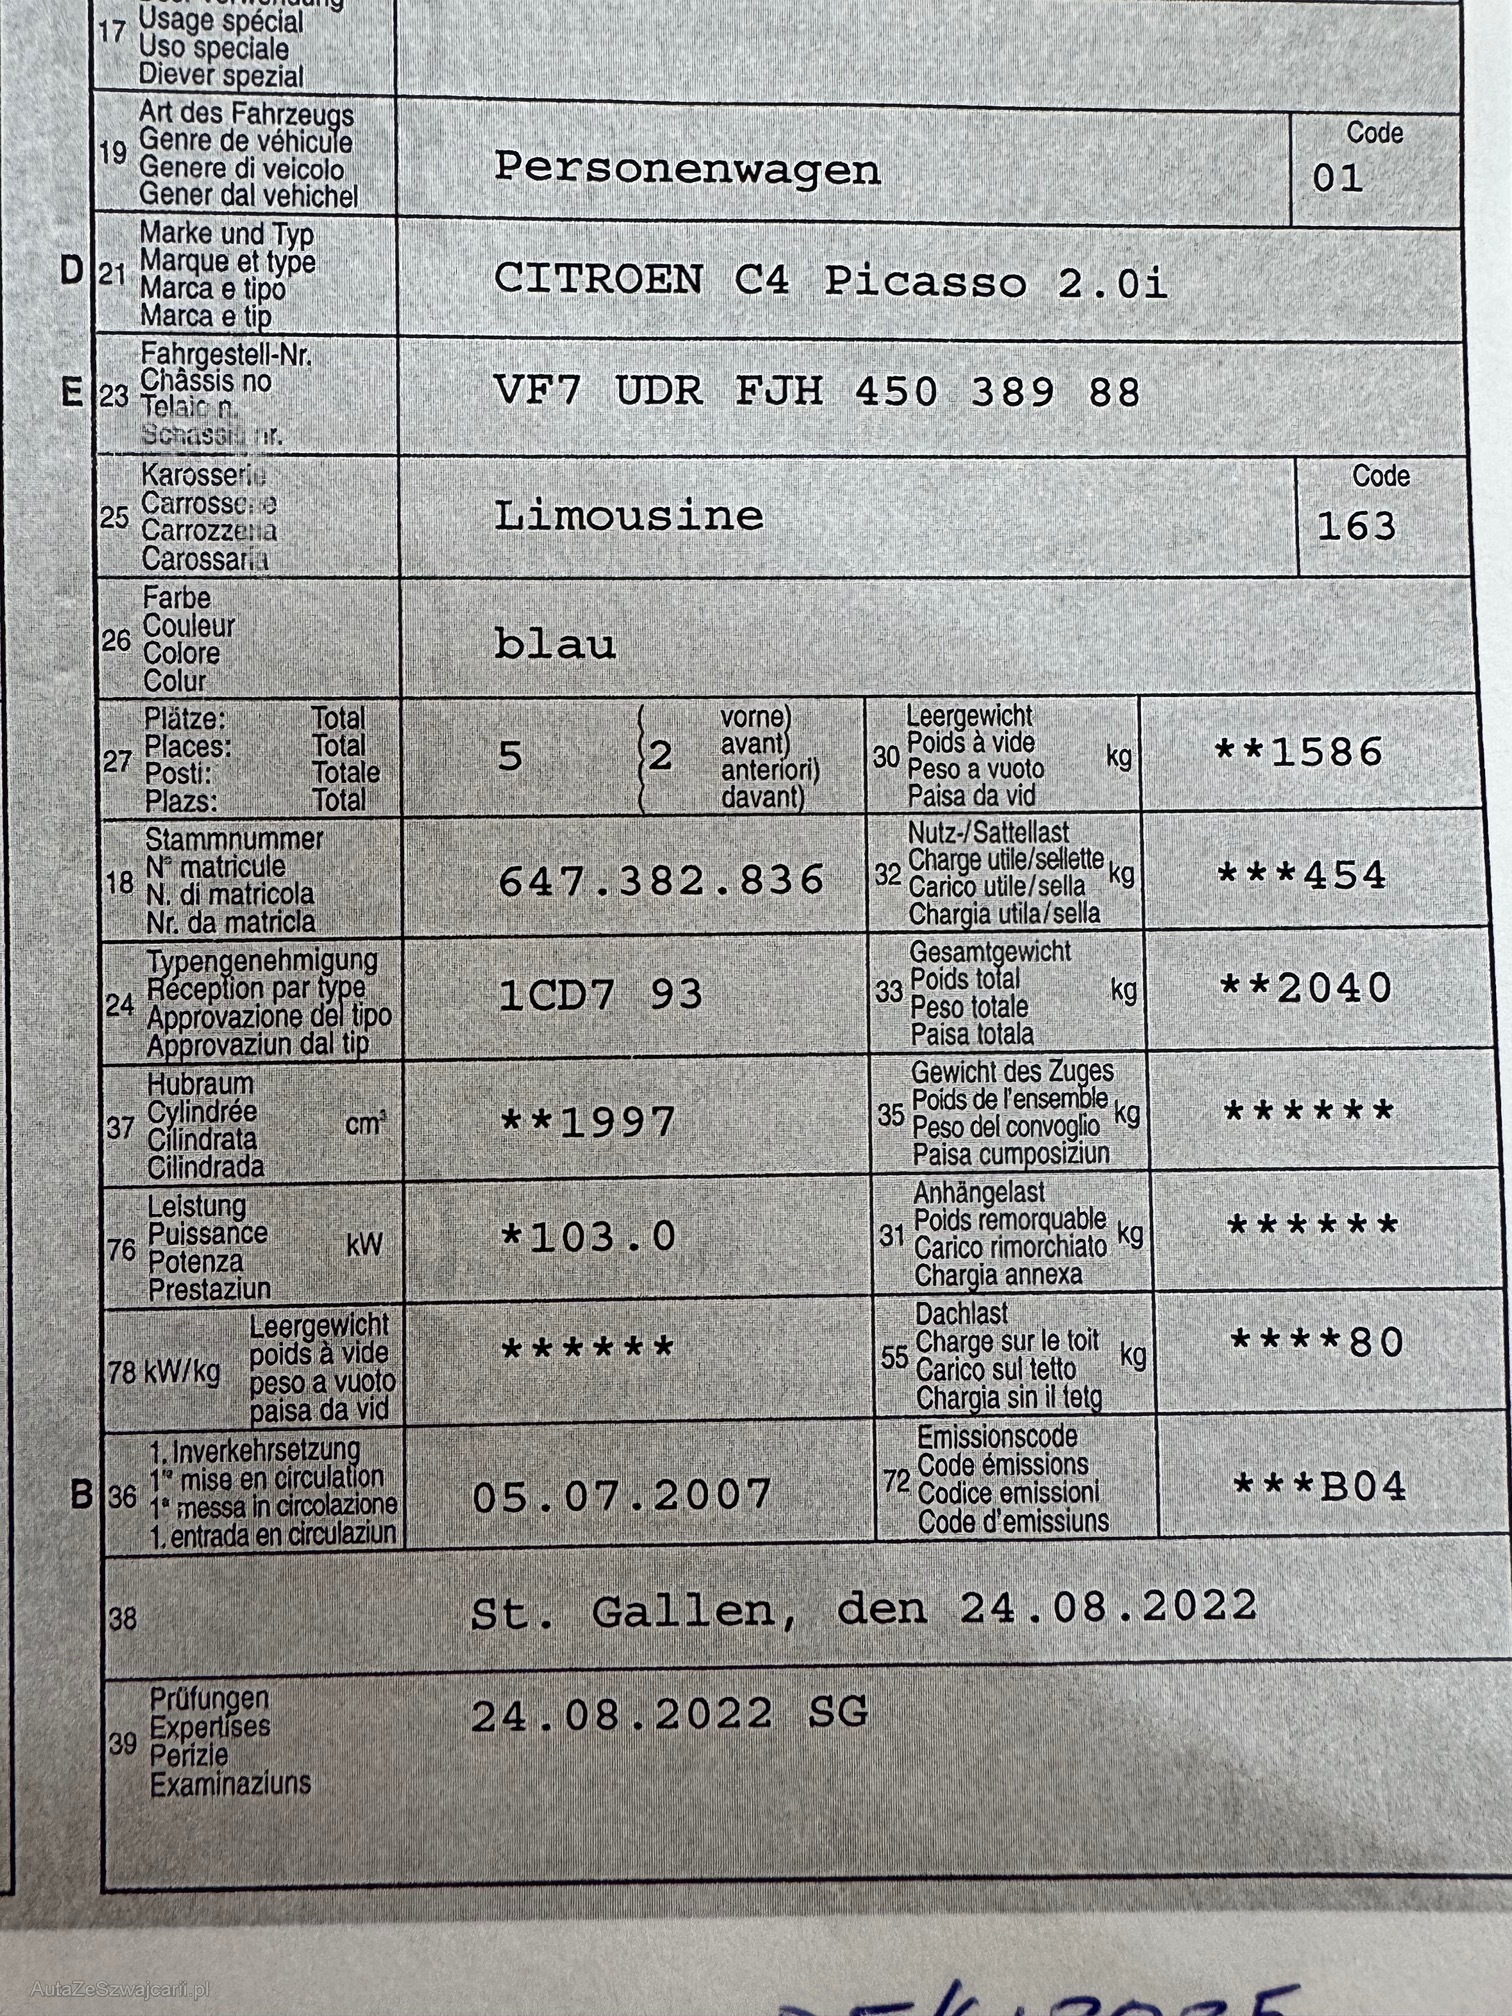 17 Usage spécial
Uso speciale
Diever spezial
19 Art des Fahrzeugs
Genre de véhicule
Genere di veicolo
Gener dal vehichel
Personenwagen
Code
01
D 21 Marke und Typ
Marque et type
Marca e tipo
Marca e tip
CITROEN C4 Picasso 2.0i
E 23 Fahrgestell-Nr.
Châssis no
Telaio n.
Schassis nr.
VF7 UDR FJH 450 389 88
25 Karosserie
Carrosserie
Carrozzeria
Carossaria
Limousine
Code
163
26 Farbe
Couleur
Colore
Colur
blau
27 Plätze: Total
Places: Total
Posti: Totale
Plazs: Total
5 2
vorne)
avant)
anteriori)
davant)
30 Leergewicht
Poids à vide
Peso a vuoto
Paisa da vid
kg
**1586
18 Stammnummer
N° matricule
N. di matricola
Nr. da matricla
647.382.836
32 Nutz-/Sattellast
Charge utile/sellette
Carico utile/sella
Chargia utila/sella
kg
***454
24 Typengenehmigung
Réception par type
Approvazione del tipo
Approvaziun dal tip
1CD7 93
33 Gesamtgewicht
Poids total
Peso totale
Paisa totala
kg
**2040
37 Hubraum
Cylindrée
Cilindrata
Cilindrada
cm³
**1997
35 Gewicht des Zuges
Poids de l'ensemble
Peso del convoglio
Paisa cumposiziun
kg
******
76 Leistung
Puissance
Potenza
Prestaziun
kW
*103.0
31 Anhängelast
Poids remorquable
Carico rimorchiato
Chargia annexa
kg
******
78 kW/kg
Leergewicht
poids à vide
peso a vuoto
paisa da vid
******
55 Dachlast
Charge sur le toit
Carico sul tetto
Chargia sin il tetg
kg
****80
B 36 1. Inverkehrsetzung
1re mise en circulation
1a messa in circolazione
1. entrada en circulaziun
05.07.2007
72 Emissionscode
Code émissions
Codice emissioni
Code d'emissiuns
***B04
38 St. Gallen, den 24.08.2022
39 Prüfungen
Expertises
Perizie
Examinaziuns
24.08.2022 SG
AutaZeSzwajcarii.pl